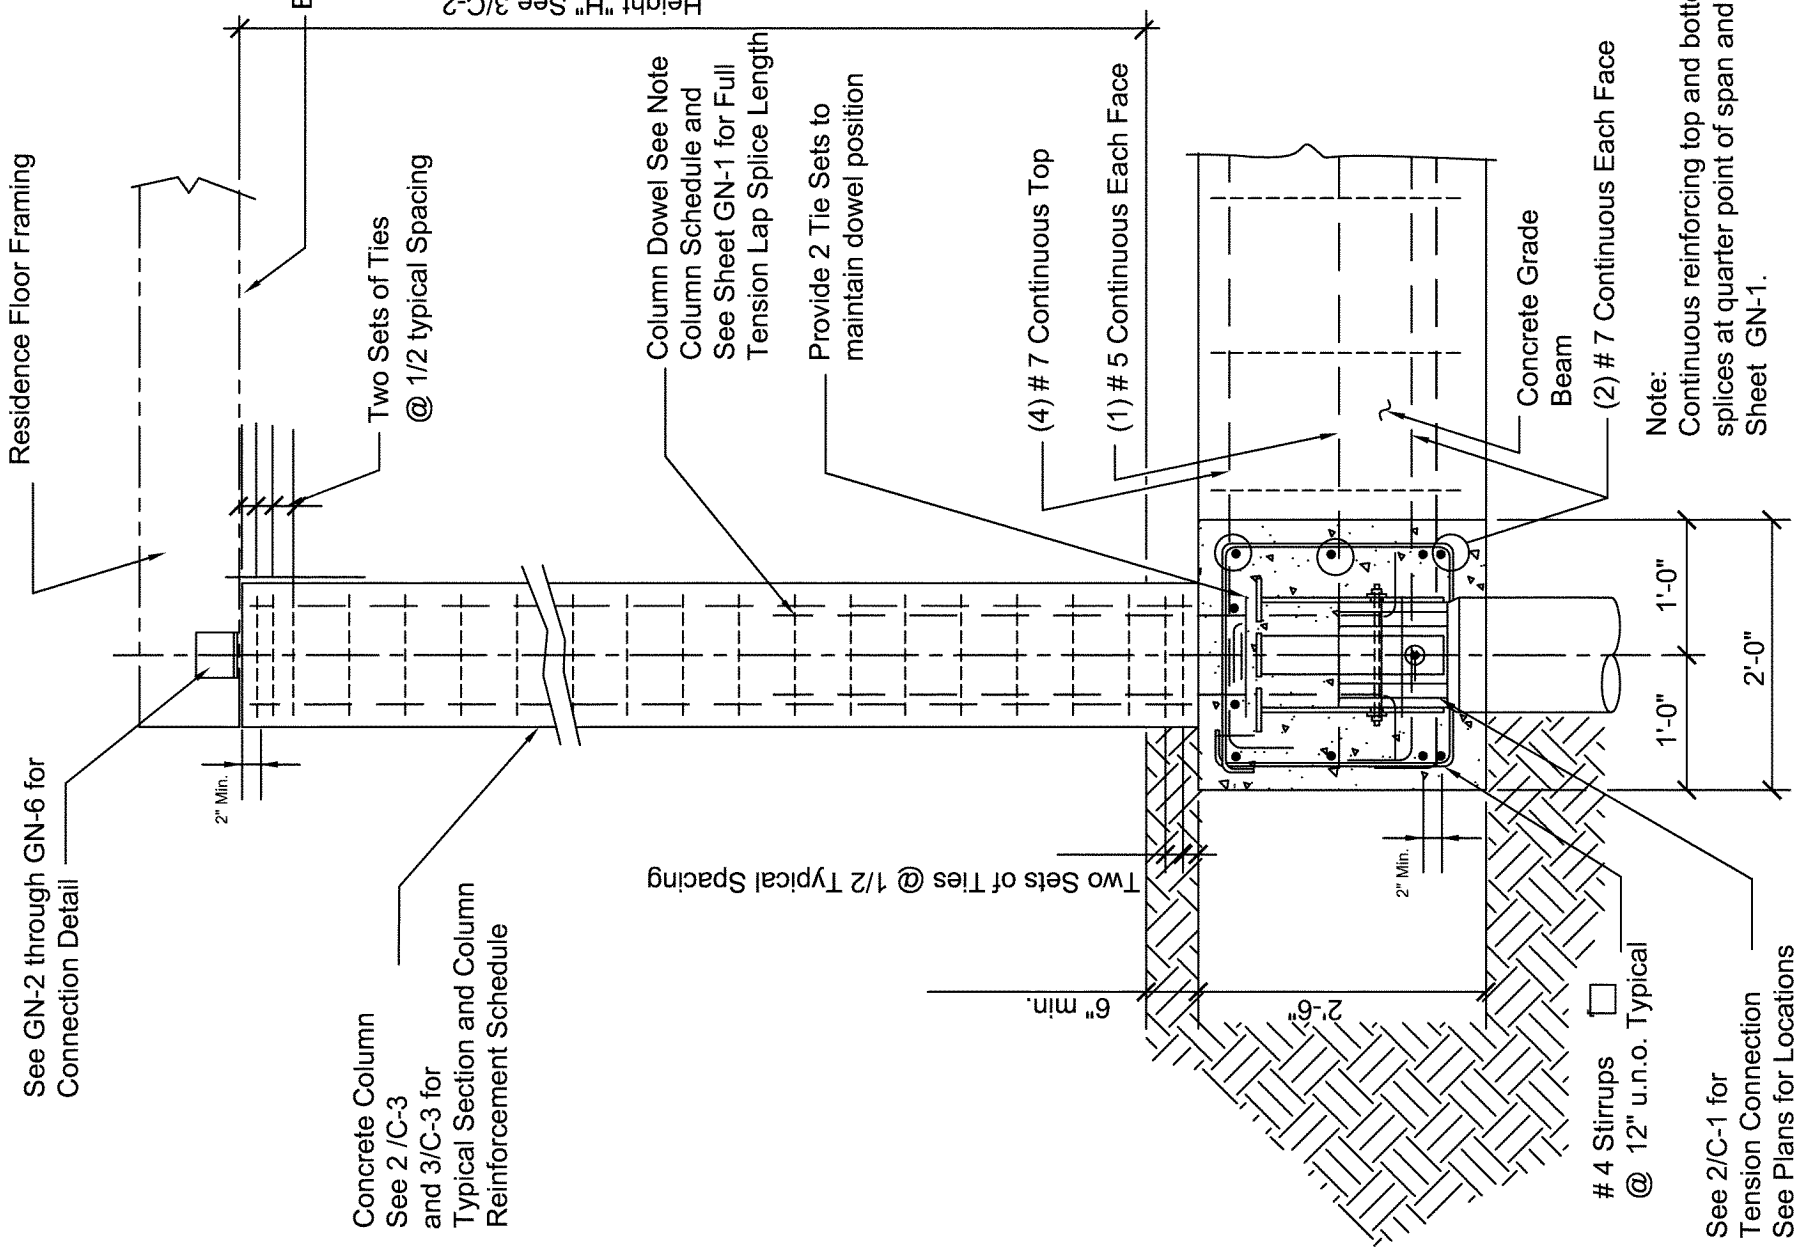 Residence Floor Framing
See GN-2 through GN-6 for
Connection Detail
Height "H" See 3/C-2
Two Sets of Ties
@ 1/2 typical Spacing
2" Min.
Concrete Column
See 2 /C-3
and 3/C-3 for
Typical Section and Column
Reinforcement Schedule
Column Dowel See Note
Column Schedule and
See Sheet GN-1 for Full
Tension Lap Splice Length
Provide 2 Tie Sets to
maintain dowel position
Two Sets of Ties @ 1/2 Typical Spacing
(4) # 7 Continuous Top
(1) # 5 Continuous Each Face
Concrete Grade
Beam
(2) # 7 Continuous Each Face
6" min.
2'-6"
2" Min.
# 4 Stirrups
@ 12" u.n.o. Typical
See 2/C-1 for
Tension Connection
See Plans for Locations
1'-0"
1'-0"
2'-0"
Note:
Continuous reinforcing top and
splices at quarter point of span and
Sheet GN-1.